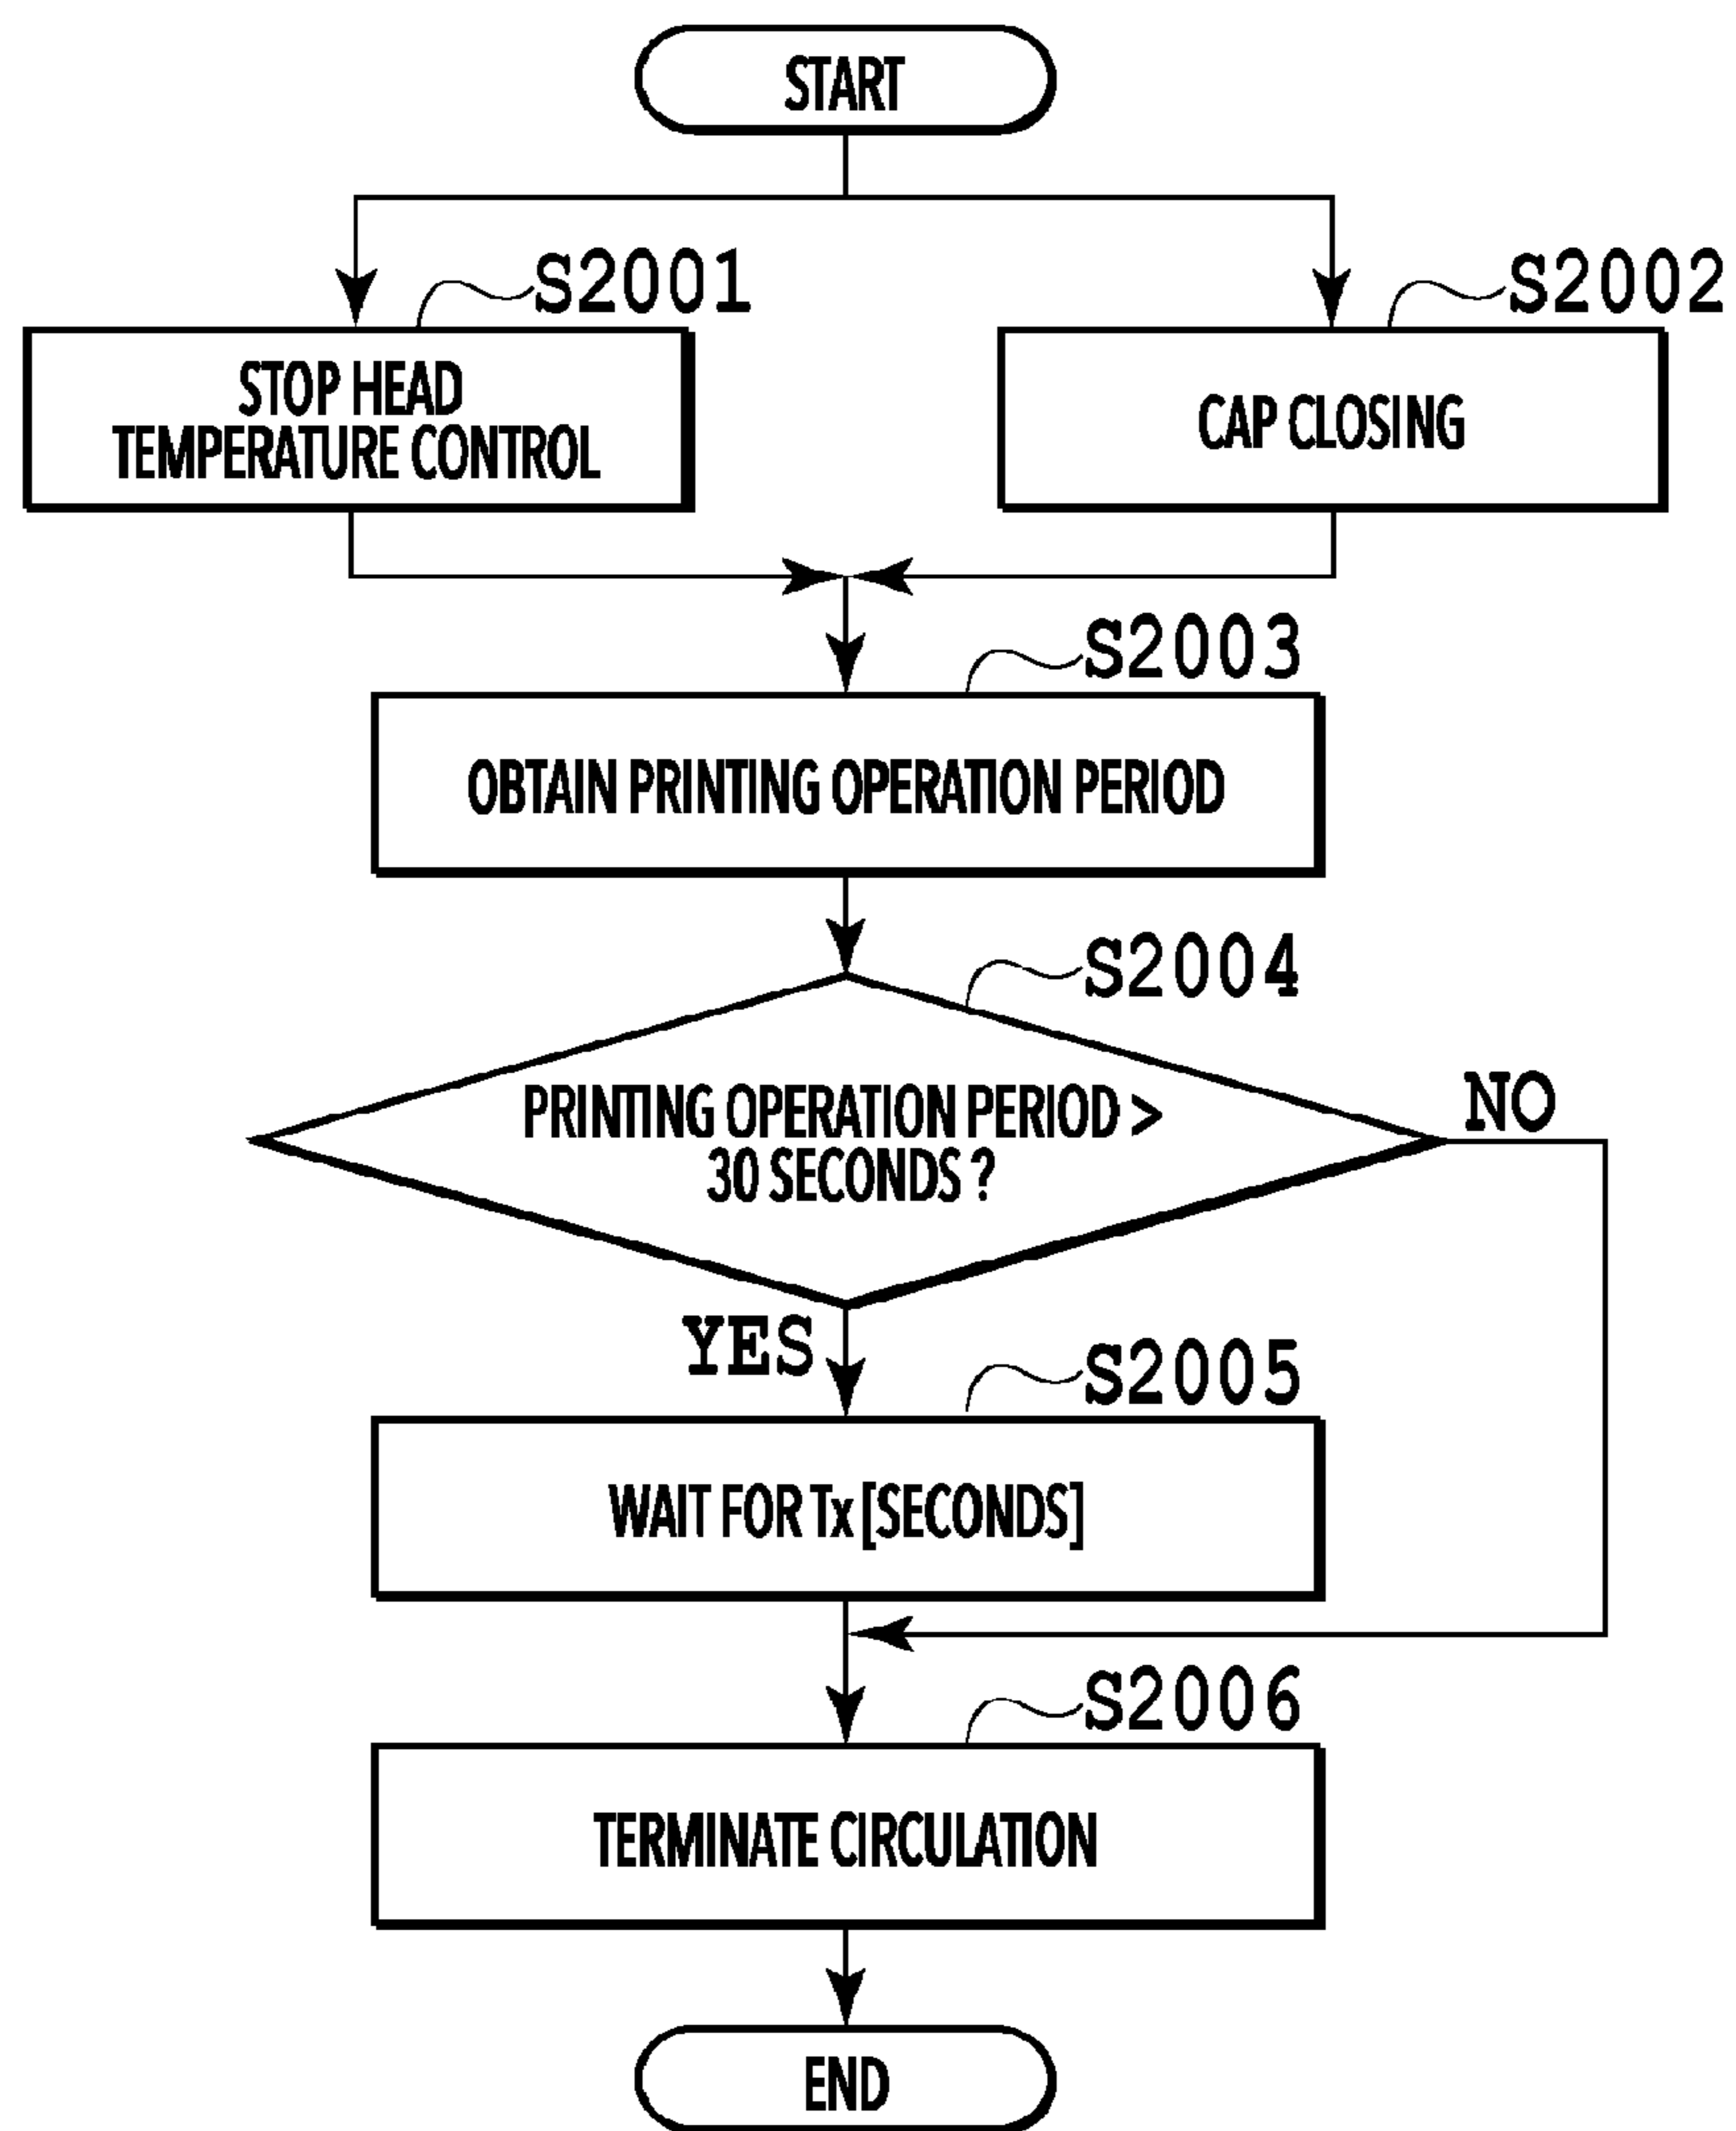 START
S2001
S2002
STOP HEAD
TEMPERATURE CONTROL
CAP CLOSING
S2003
OBTAIN PRINTING OPERATION PERIOD
S2004
PRINTING OPERATION PERIOD >
30 SECONDS ?
NO
YES
S2005
WAIT FOR Tx [SECONDS]
S2006
TERMINATE CIRCULATION
END